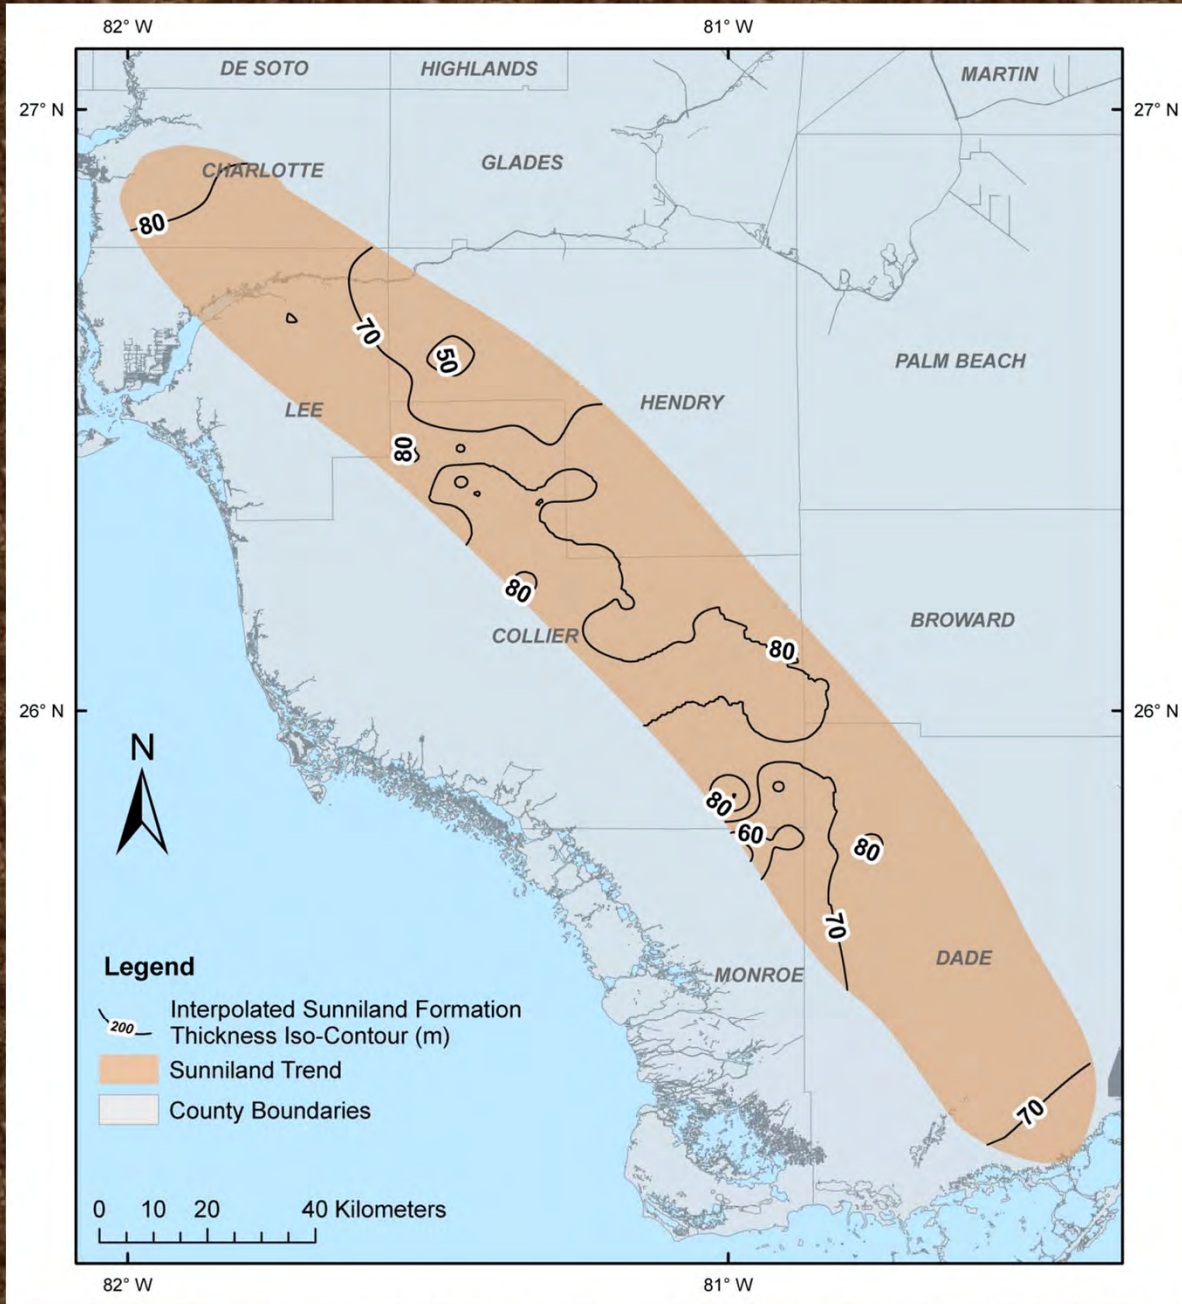 82° W
81° W
DE SOTO
HIGHLANDS
MARTIN
27° N
27° N
CHARLOTTE
GLADES
80
70
50
PALM BEACH
HENDRY
LEE
80
80
COLLIER
BROWARD
80
26° N
26° N
N
80
60
80
70
DADE
MONROE
Legend
200
Interpolated Sunniland Formation
Thickness Iso-Contour (m)
Sunniland Trend
County Boundaries
70
0 10 20 40 Kilometers
82° W
81° W